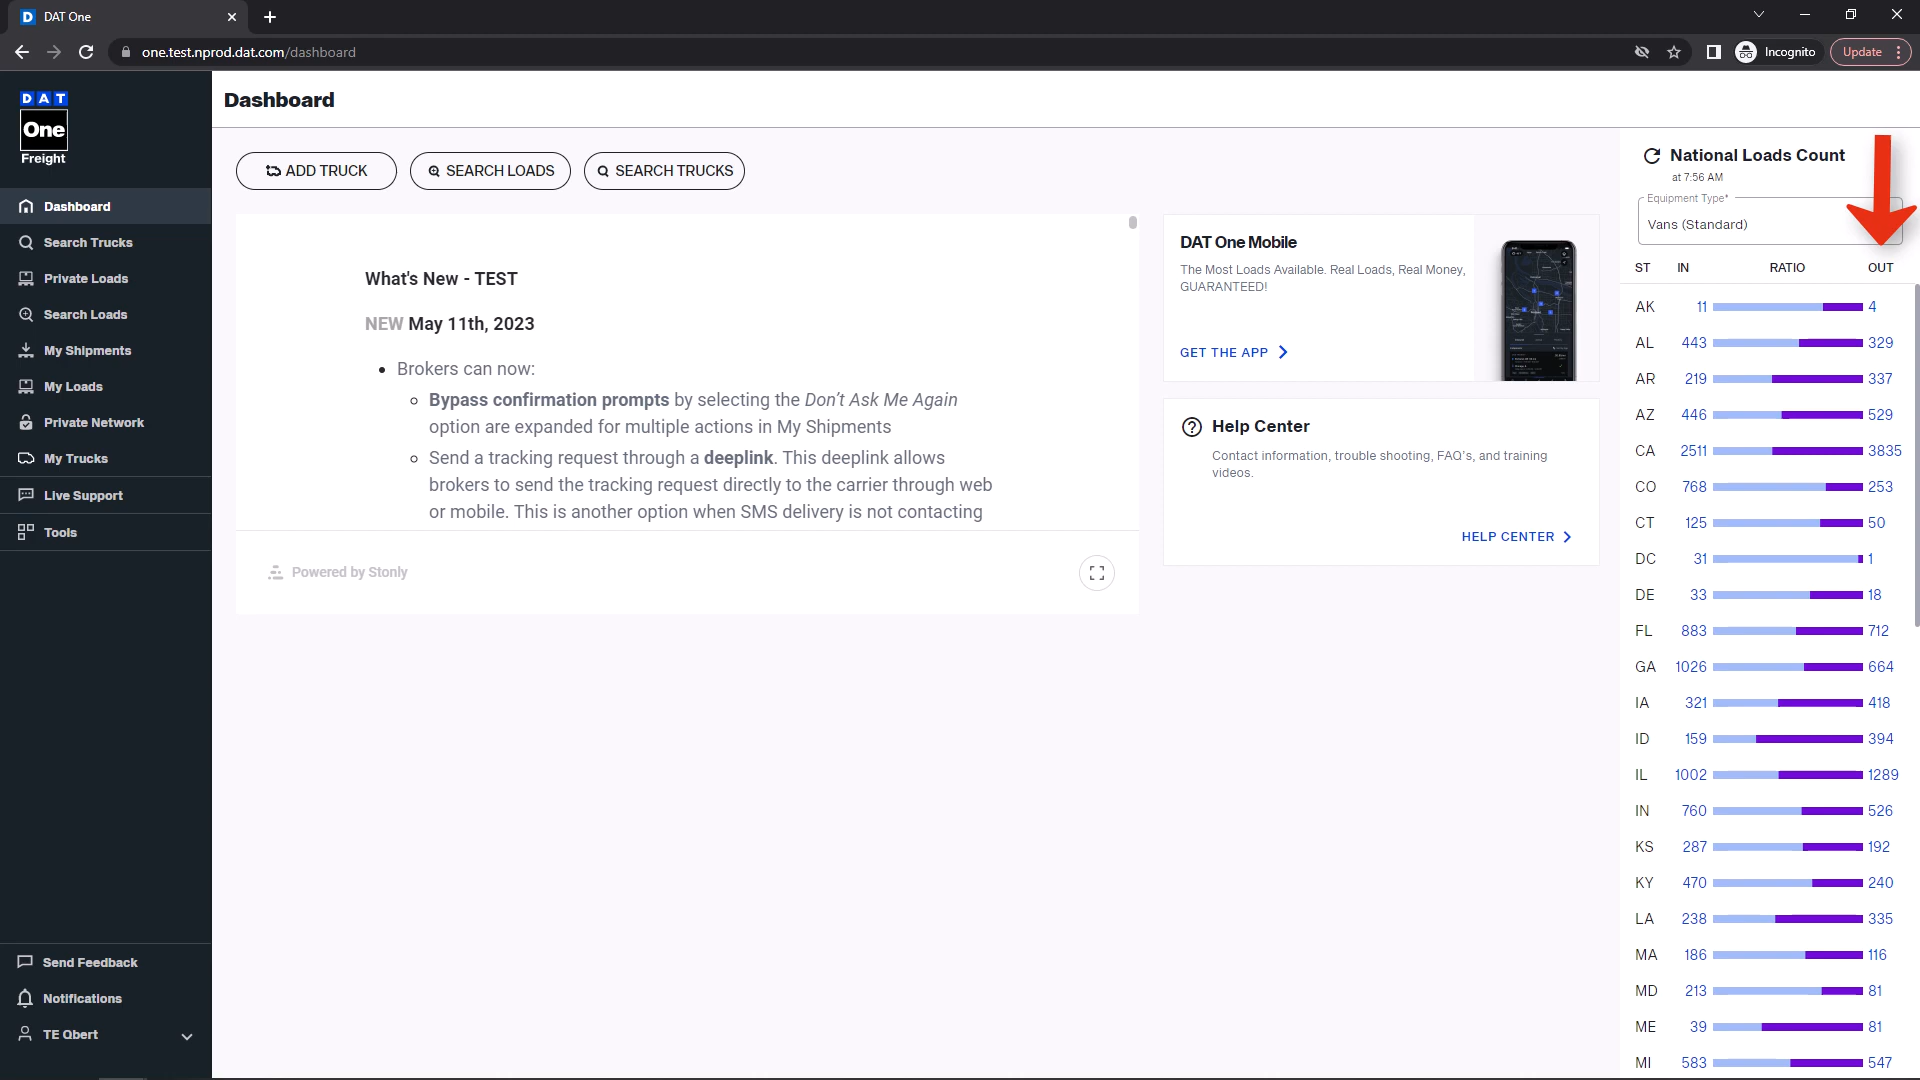 DAT One
one.test.nprod.dat.com/dashboard
Incognito
Update
DAT
One
Freight
Dashboard
Search Trucks
Private Loads
Search Loads
My Shipments
My Loads
Private Network
My Trucks
Live Support
Tools
Send Feedback
Notifications
TE Qbert
Dashboard
ADD TRUCK
SEARCH LOADS
SEARCH TRUCKS
What's New - TEST
NEW May 11th, 2023
Brokers can now:
Bypass confirmation prompts by selecting the Don't Ask Me Again
option are expanded for multiple actions in My Shipments
Send a tracking request through a deeplink. This deeplink allows
brokers to send the tracking request directly to the carrier through web
or mobile. This is another option when SMS delivery is not contacting
Powered by Stonly
DAT One Mobile
The Most Loads Available. Real Loads, Real Money,
GUARANTEED!
GET THE APP
Help Center
Contact information, trouble shooting, FAQ's, and training
videos.
HELP CENTER
National Loads Count
at 7:56 AM
Equipment Type*
Vans (Standard)
ST IN RATIO OUT
AK 11 4
AL 443 329
AR 219 337
AZ 446 529
CA 2511 3835
CO 768 253
CT 125 50
DC 31 1
DE 33 18
FL 883 712
GA 1026 664
IA 321 418
ID 159 394
IL 1002 1289
IN 760 526
KS 287 192
KY 470 240
LA 238 335
MA 186 116
MD 213 81
ME 39 81
MI 583 547